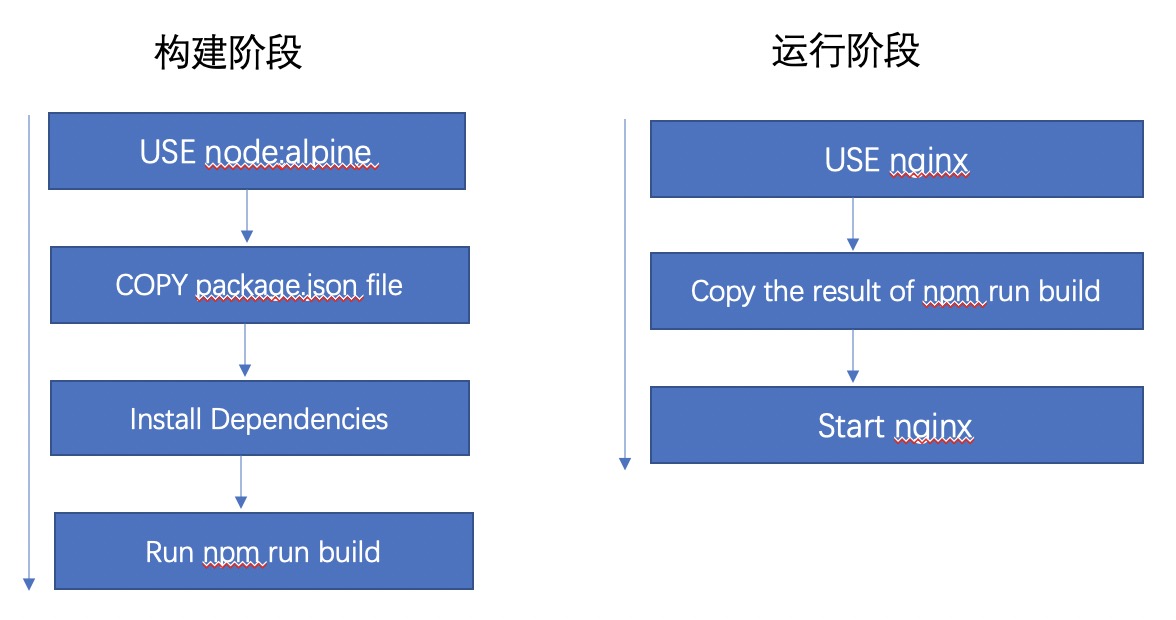 构建阶段
USE node:alpine
COPY package.json file
Install Dependencies
Run npm run build
运行阶段
USE nginx
Copy the result of npm run build
Start nginx